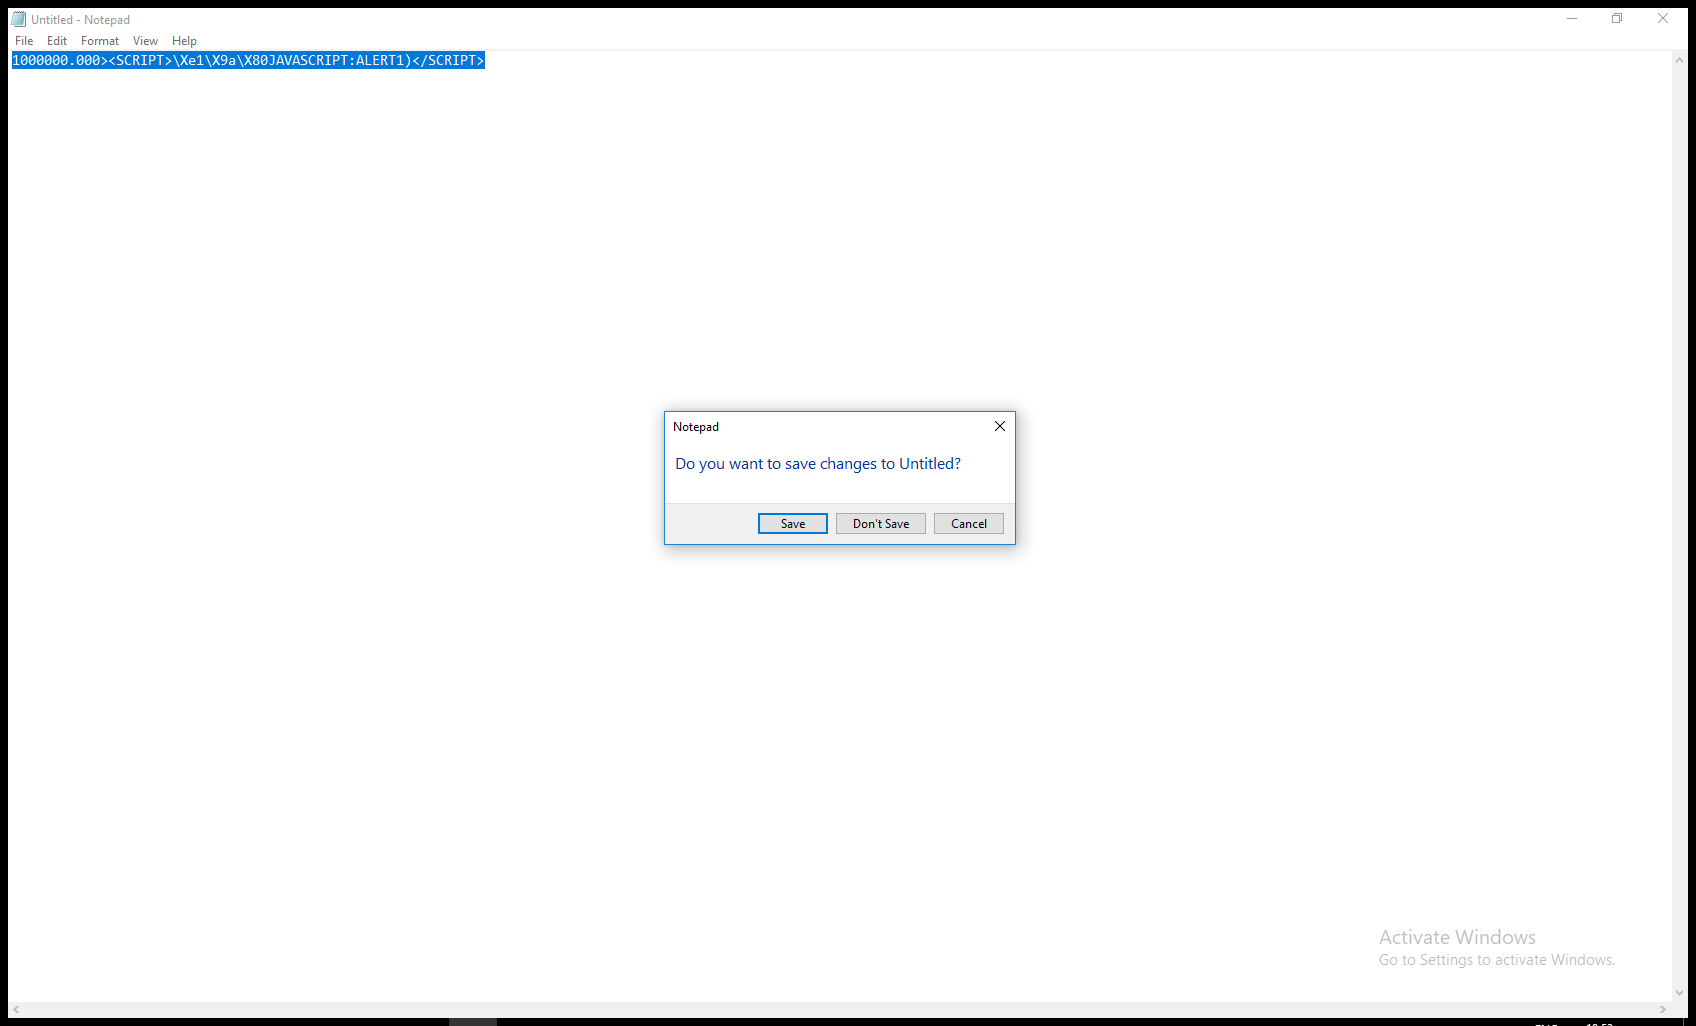 Untitled - Notepad
File Edit Format View Help
1000000.000><SCRIPT>\Xe1\X9a\X80JAVASCRIPT:ALERT1)</SCRIPT>
Notepad
Do you want to save changes to Untitled?
Save Don't Save Cancel
Activate Windows
Go to Settings to activate Windows.